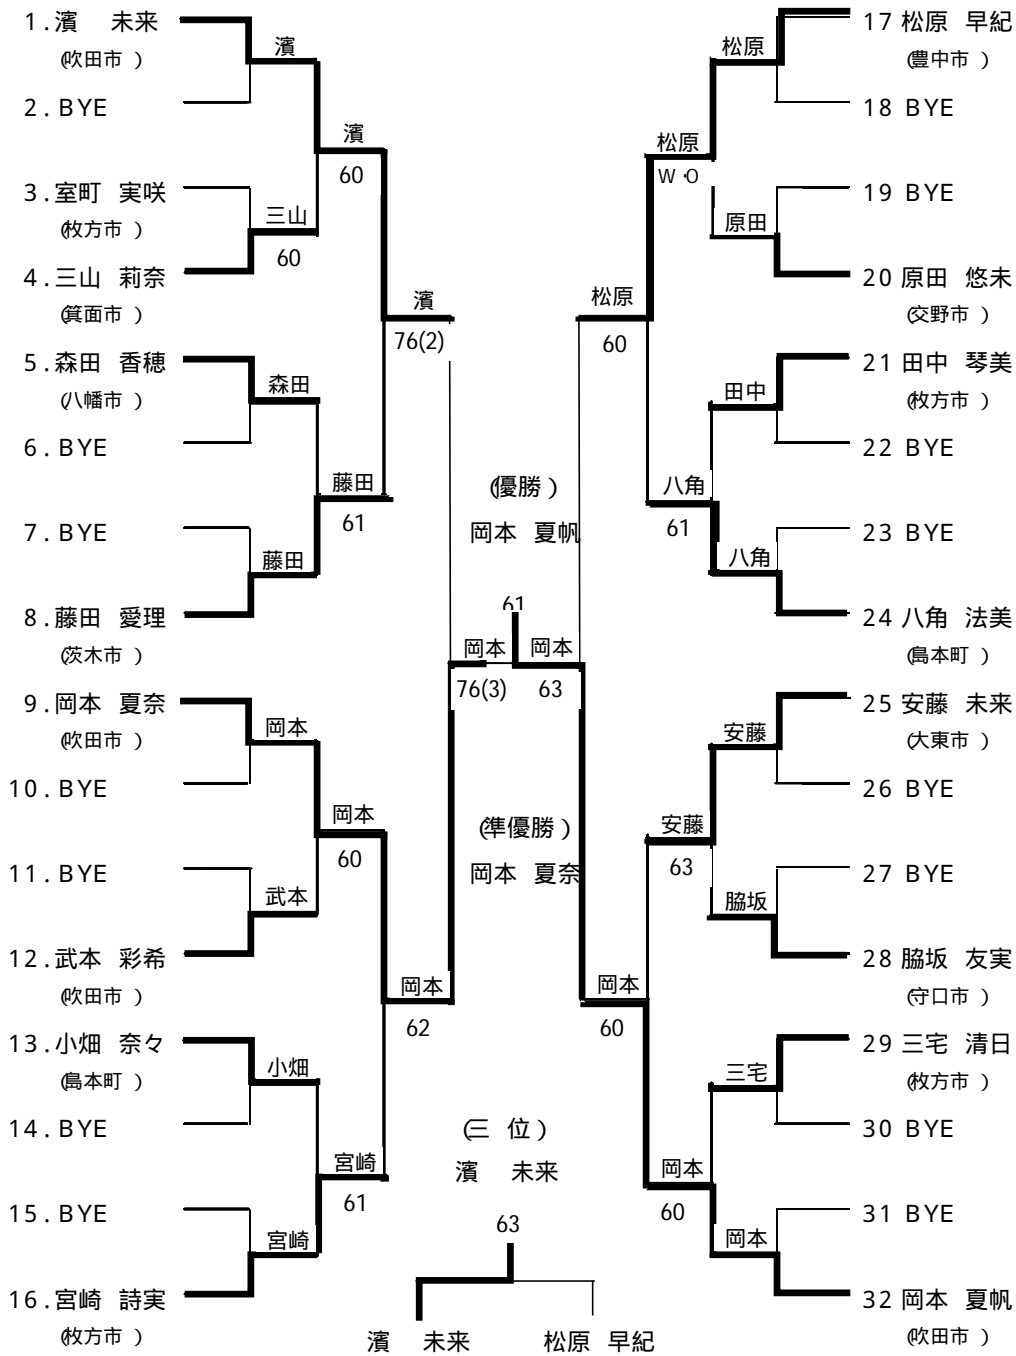 1.濱 未来
(吹田市)
2.BYE
3.室町 実咲
(枚方市)
4.三山 莉奈
(箕面市)
5.森田 香穂
(八幡市)
6.BYE
7.BYE
8.藤田 愛理
(茨木市)
9.岡本 夏奈
(吹田市)
10.BYE
11.BYE
12.武本 彩希
(吹田市)
13.小畑 奈々
(島本町)
14.BYE
15.BYE
16.宮崎 詩実
(枚方市)
濱
三山
60
森田
藤田
岡本
武本
小畑
宮崎
濱
60
藤田
61
岡本
60
宮崎
61
濱
76(2)
岡本
62
岡本
76(3)
61
岡本
63
(優勝)
岡本 夏帆
(準優勝)
岡本 夏奈
(三 位)
濱 未来
63
濱 未来
松原 早紀
松原
60
岡本
60
松原
W・O
八角
61
安藤
63
岡本
60
松原
原田
田中
八角
安藤
脇坂
三宅
岡本
17 松原 早紀
(豊中市)
18 BYE
19 BYE
20 原田 悠未
(交野市)
21 田中 琴美
(枚方市)
22 BYE
23 BYE
24 八角 法美
(島本町)
25 安藤 未来
(大東市)
26 BYE
27 BYE
28 脇坂 友実
(守口市)
29 三宅 清日
(枚方市)
30 BYE
31 BYE
32 岡本 夏帆
(吹田市)